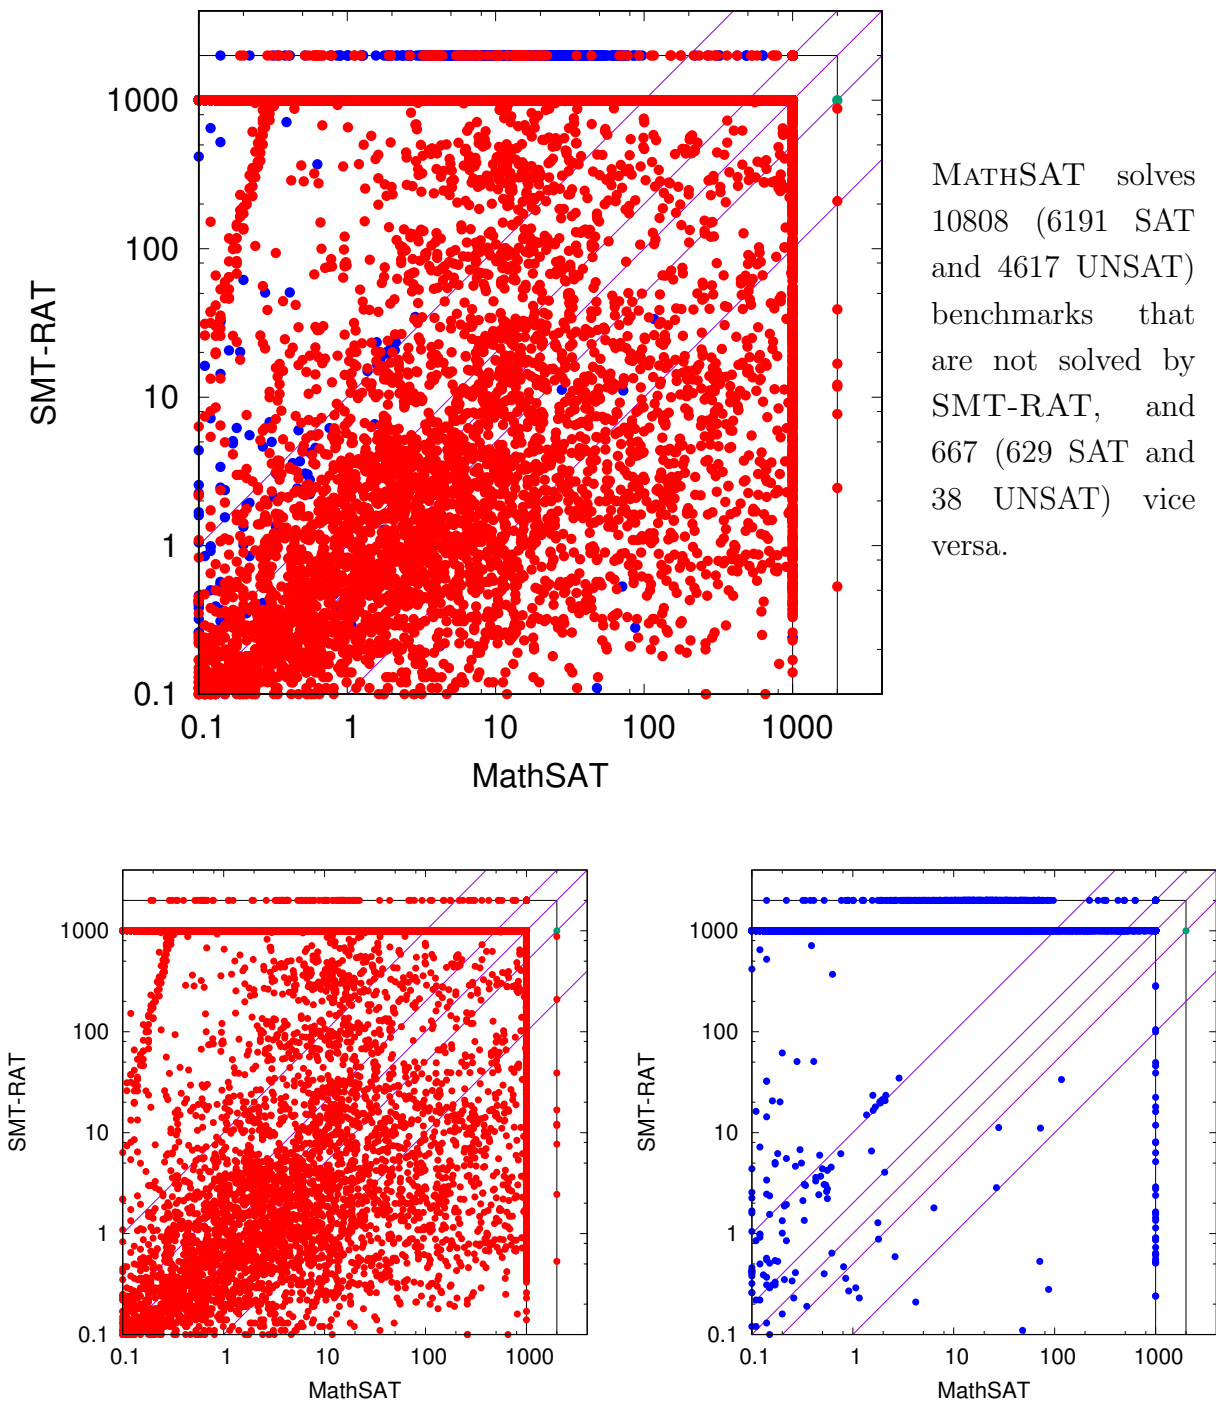 1000
100
10
1
0.1
SMT-RAT
0.1 1 10 100 1000
MathSAT
MATHSAT solves
10808 (6191 SAT
and 4617 UNSAT)
benchmarks that
are not solved by
SMT-RAT, and
667 (629 SAT and
38 UNSAT) vice
versa.
1000
100
10
1
0.1
SMT-RAT
0.1 1 10 100 1000
MathSAT
1000
100
10
1
0.1
SMT-RAT
0.1 1 10 100 1000
MathSAT